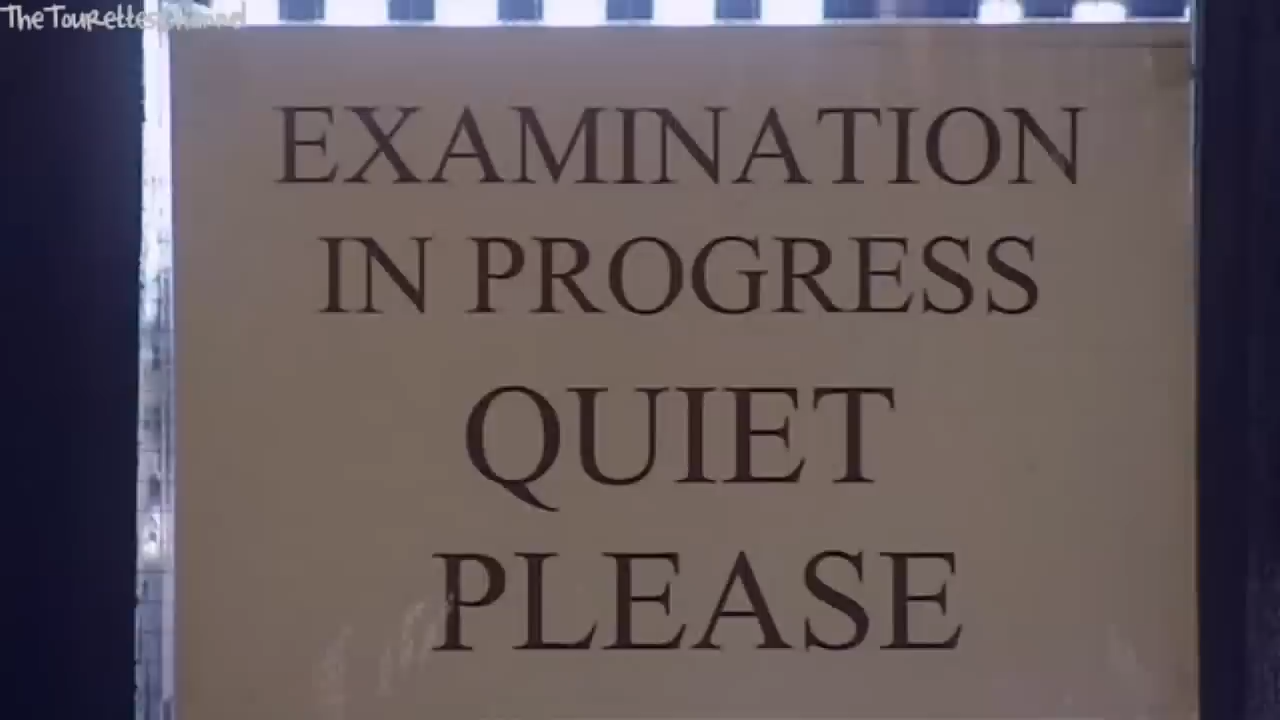 TheTourettesChannel
EXAMINATION
IN PROGRESS
QUIET
PLEASE